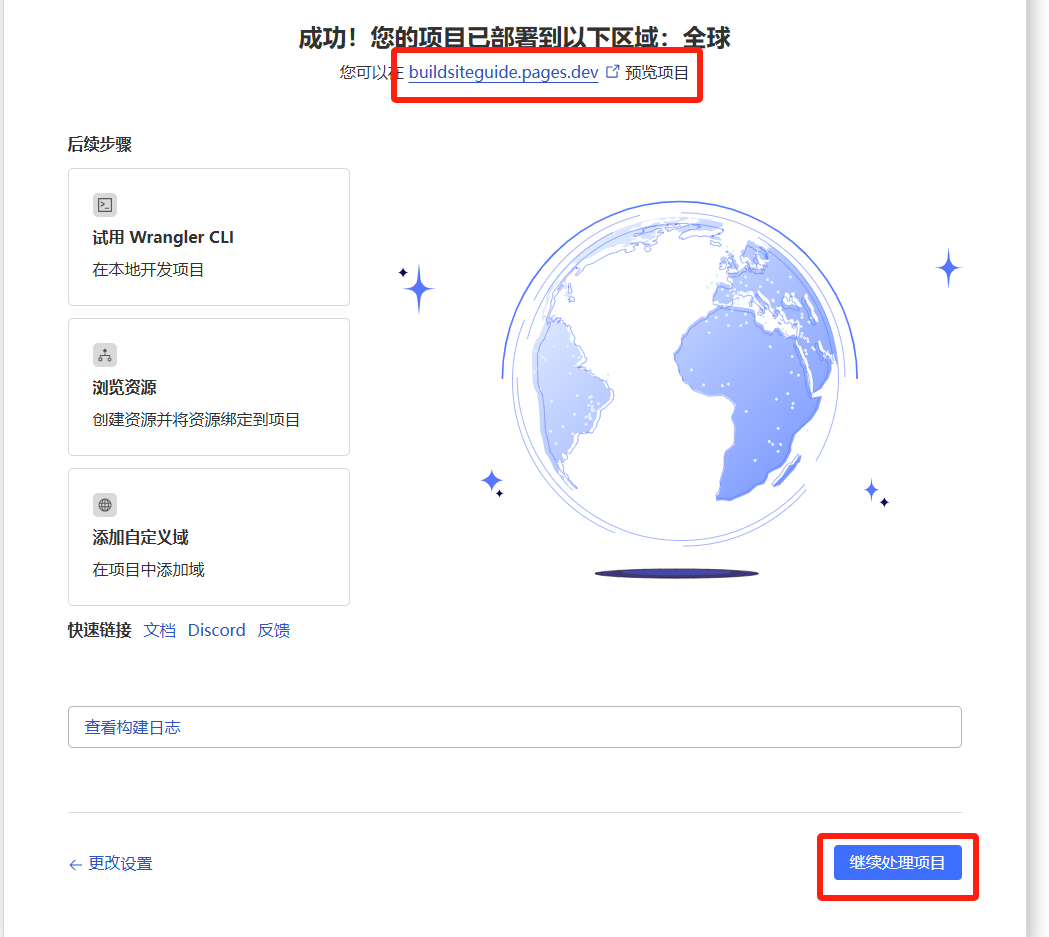 成功！您的项目已部署到以下区域：全球
您可以在 buildsiteguide.pages.dev 预览项目
后续步骤
试用 Wrangler CLI
在本地开发项目
浏览资源
创建资源并将资源绑定到项目
添加自定义域
在项目中添加域
快速链接 文档 Discord 反馈
查看构建日志
← 更改设置
继续处理项目